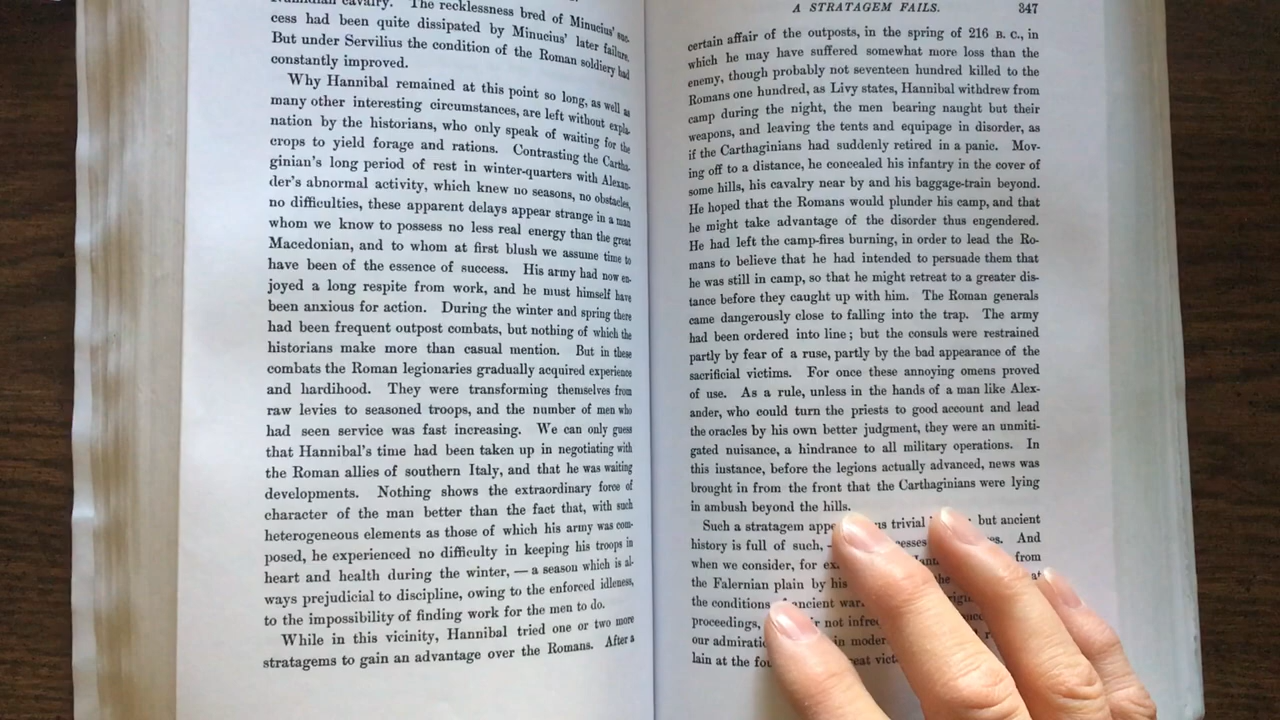 cavalry. The recklessness bred of Minucius' suc-
cess had been quite dissipated by Minucius' later failure.
But under Servilius the condition of the Roman soldiery had
constantly improved.
Why Hannibal remained at this point so long, as well as
many other interesting circumstances, are left without expla-
nation by the historians, who only speak of waiting for the
crops to yield forage and rations. Contrasting the Cartha-
ginian's long period of rest in winter-quarters with Alexan-
der's abnormal activity, which knew no seasons, no obstacles,
no difficulties, these apparent delays appear strange in a man
whom we know to possess no less real energy than the great
Macedonian, and to whom at first blush we assume time to
have been of the essence of success. His army had now en-
joyed a long respite from work, and he must himself have
been anxious for action. During the winter and spring there
had been frequent outpost combats, but nothing of which the
historians make more than casual mention. But in these
combats the Roman legionaries gradually acquired experience
and hardihood. They were transforming themselves from
raw levies to seasoned troops, and the number of men who
had seen service was fast increasing. We can only guess
that Hannibal's time had been taken up in negotiating with
the Roman allies of southern Italy, and that he was waiting
developments. Nothing shows the extraordinary force of
character of the man better than the fact that, with such
heterogeneous elements as those of which his army was com-
posed, he experienced no difficulty in keeping his troops in
heart and health during the winter, — a season which is al-
ways prejudicial to discipline, owing to the enforced idleness,
to the impossibility of finding work for the men to do.
While in this vicinity, Hannibal tried one or two more
stratagems to gain an advantage over the Romans. After a
A STRATAGEM FAILS. 347
certain affair of the outposts, in the spring of 216 B. C., in
which he may have suffered somewhat more loss than the
enemy, though probably not seventeen hundred killed to the
Romans one hundred, as Livy states, Hannibal withdrew from
camp during the night, the men bearing naught but their
weapons, and leaving the tents and equipage in disorder, as
if the Carthaginians had suddenly retired in a panic. Mov-
ing off to a distance, he concealed his infantry in the cover of
some hills, his cavalry near by and his baggage-train beyond.
He hoped that the Romans would plunder his camp, and that
he might take advantage of the disorder thus engendered.
He had left the camp-fires burning, in order to lead the Ro-
mans to believe that he had intended to persuade them that
he was still in camp, so that he might retreat to a greater dis-
tance before they caught up with him. The Roman generals
came dangerously close to falling into the trap. The army
had been ordered into line; but the consuls were restrained
partly by fear of a ruse, partly by the bad appearance of the
sacrificial victims. For once these annoying omens proved
of use. As a rule, unless in the hands of a man like Alex-
ander, who could turn the priests to good account and lead
the oracles by his own better judgment, they were an unmiti-
gated nuisance, a hindrance to all military operations. In
this instance, before the legions actually advanced, news was
brought in from the front that the Carthaginians were lying
in ambush beyond the hills.
Such a stratagem trivial but ancient
history is full of such, — And
when we consider, for from
the Falernian plain by his
the conditions ancient
proceedings, not
our in
lain at the